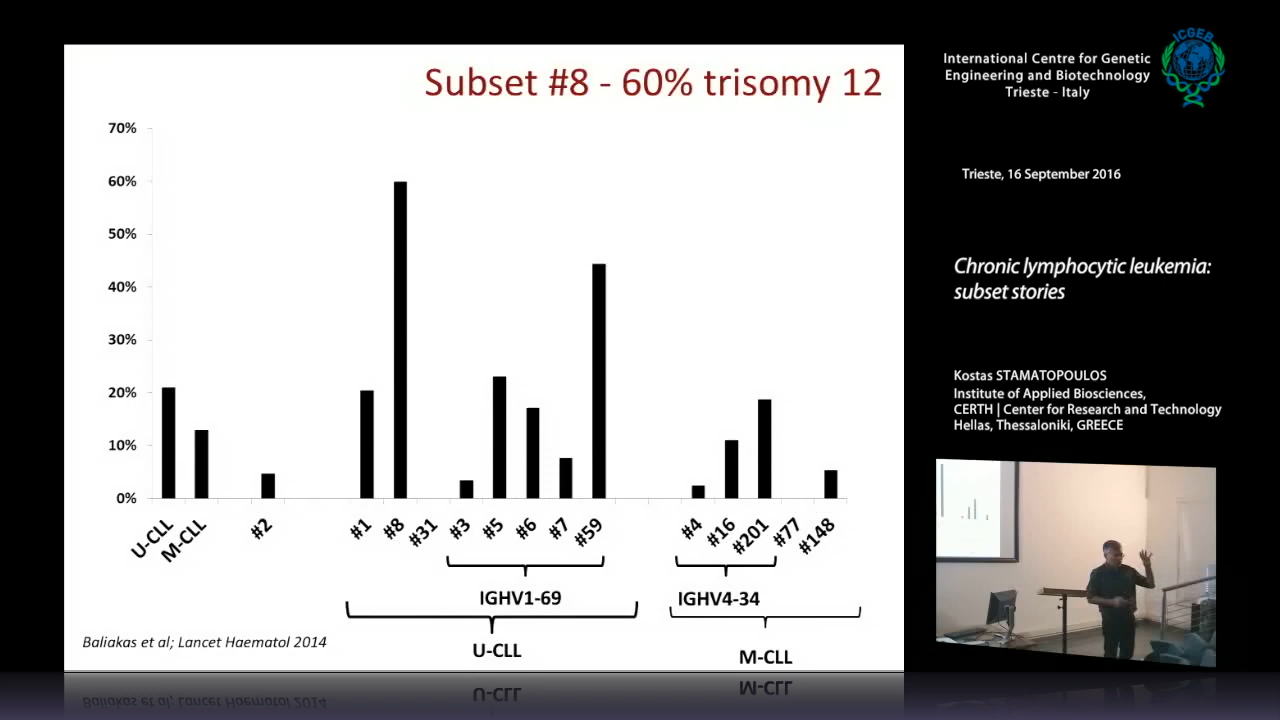 Subset #8 - 60% trisomy 12
70%
60%
50%
40%
30%
20%
10%
0%
U-CLL
M-CLL
#2
#1
#8
#31
#3
#5
#6
#7
#59
#4
#16
#201
#77
#148
IGHV1-69
IGHV4-34
U-CLL
M-CLL
Baliakas et al; Lancet Haematol 2014
International Centre for Genetic
Engineering and Biotechnology
Trieste - Italy
ICGEB
Trieste, 16 September 2016
Chronic lymphocytic leukemia:
subset stories
Kostas STAMATOPOULOS
Institute of Applied Biosciences,
CERTH | Center for Research and Technology
Hellas, Thessaloniki, GREECE